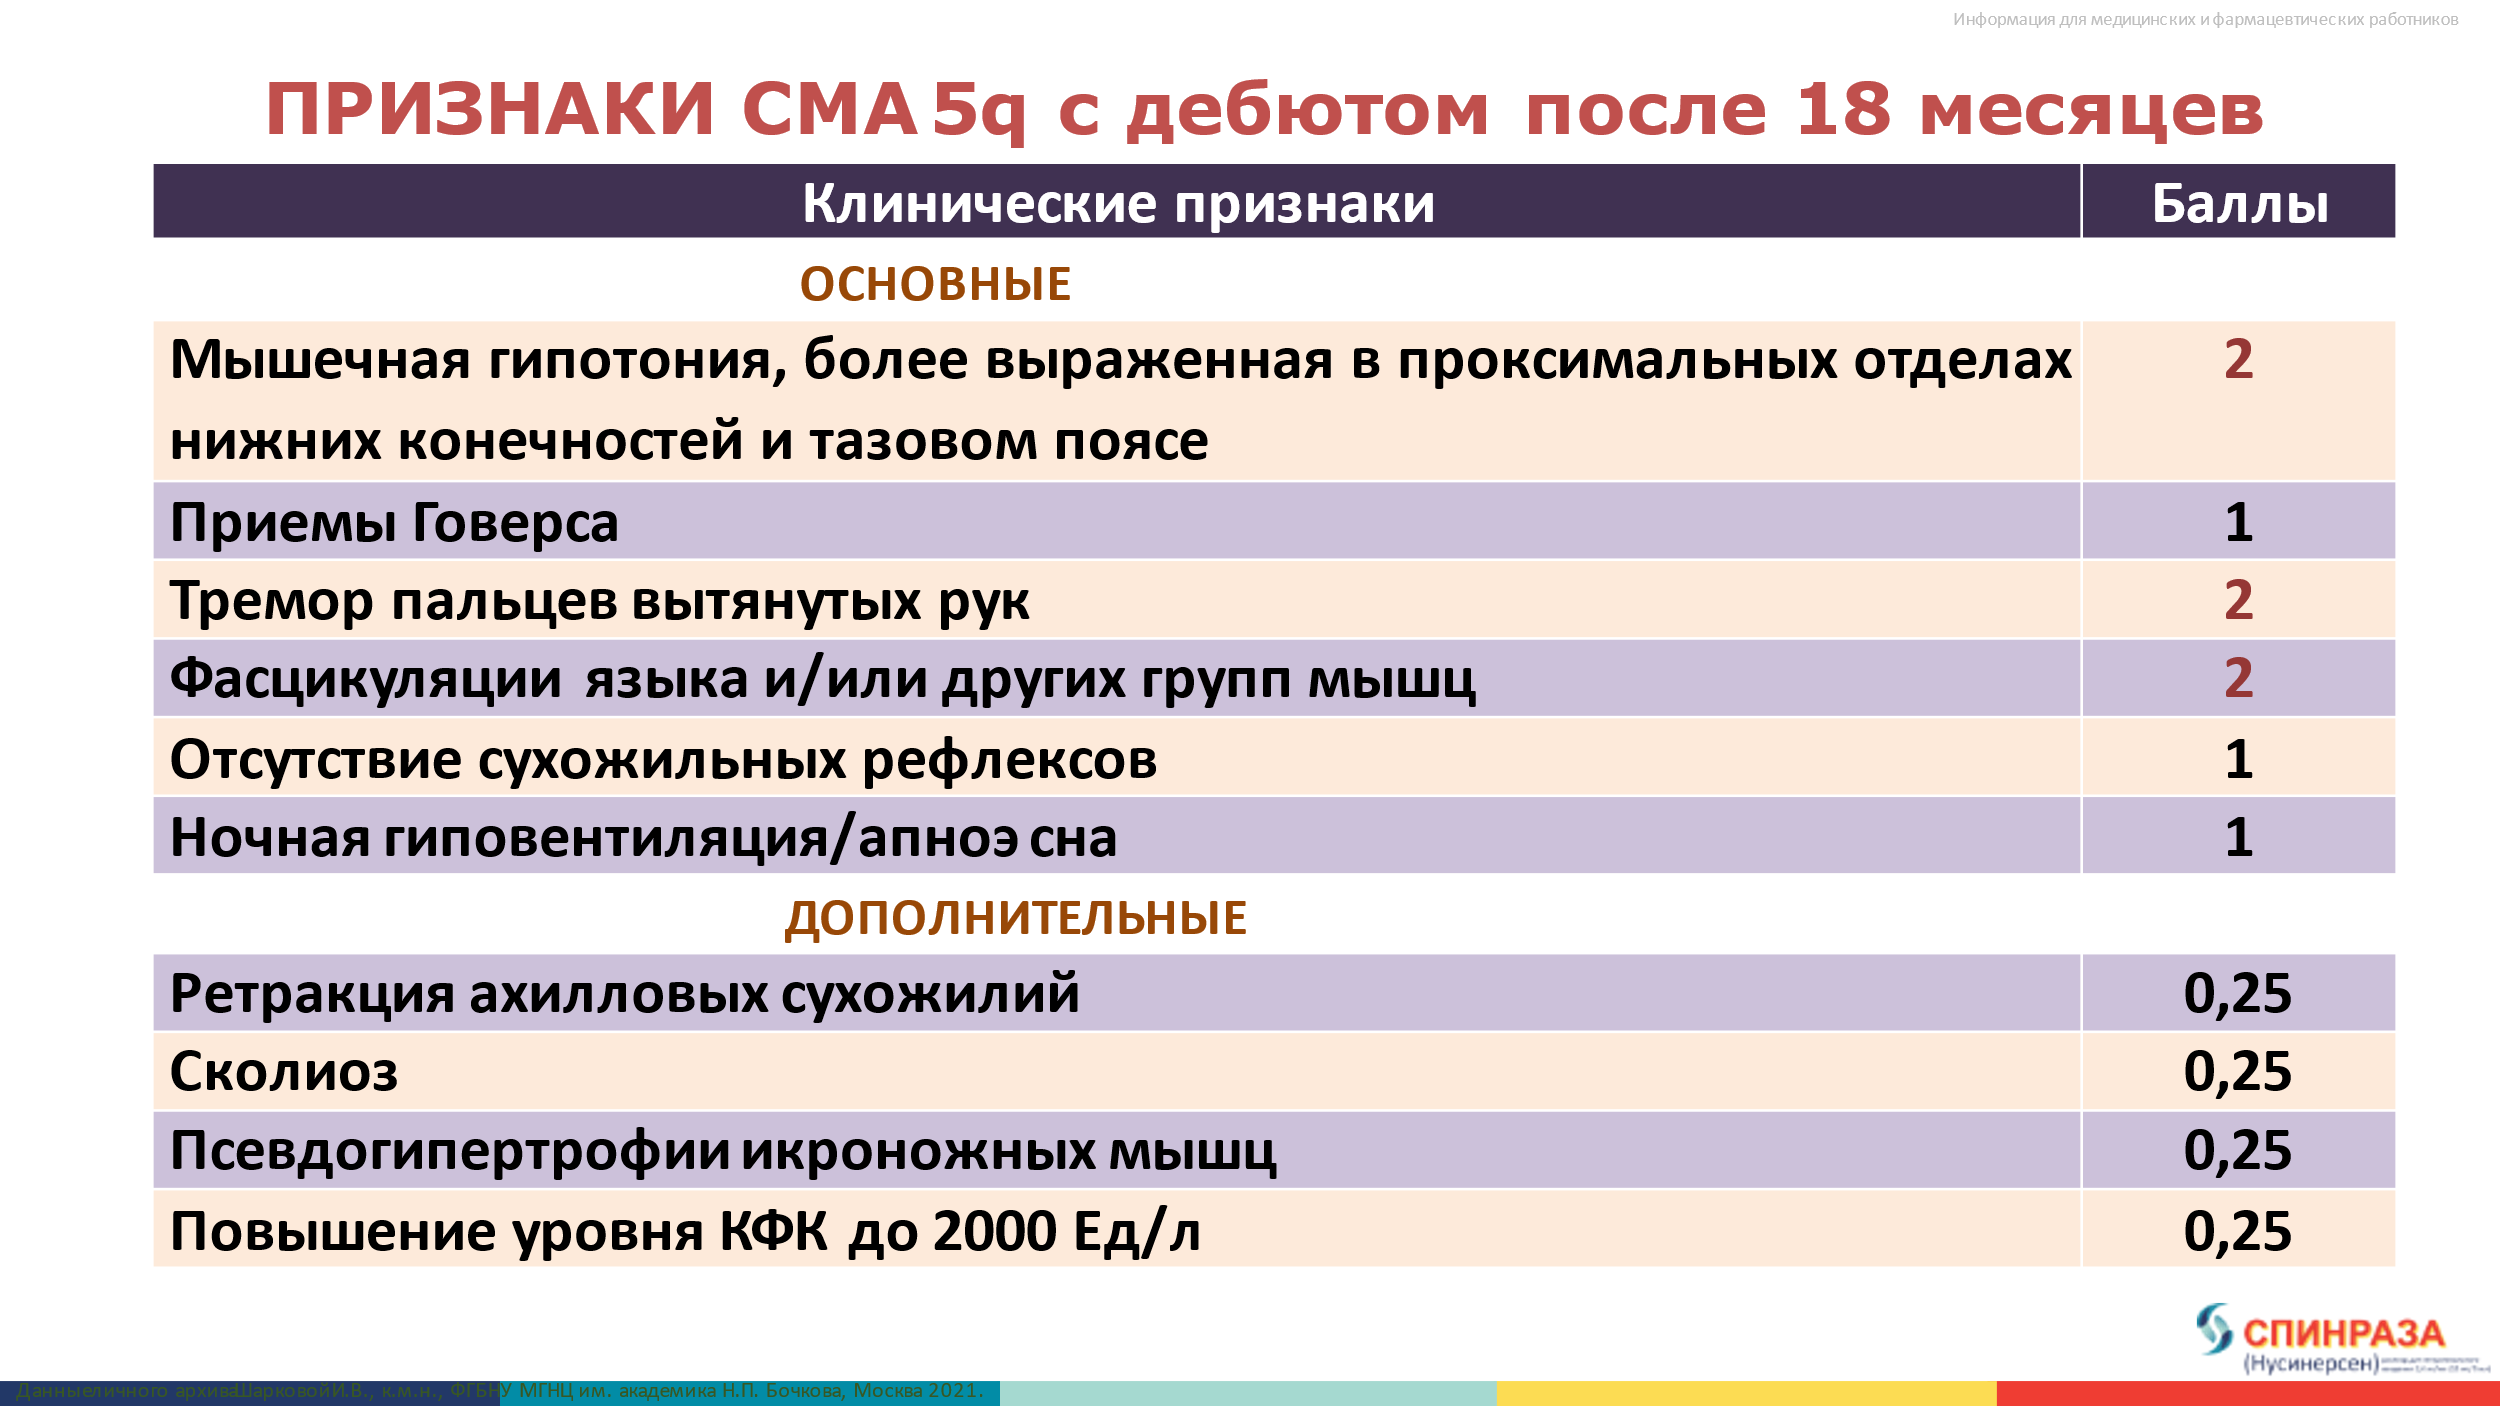 Информация для медицинских и фармацевтических работников
ПРИЗНАКИ СМА 5q с дебютом после 18 месяцев
Клинические признаки Баллы
ОСНОВНЫЕ
Мышечная гипотония, более выраженная в проксимальных отделах 2
нижних конечностей и тазовом поясе
Приемы Говерса 1
Тремор пальцев вытянутых рук 2
Фасцикуляции языка и/или других групп мышц 2
Отсутствие сухожильных рефлексов 1
Ночная гиповентиляция/апноэ сна 1
ДОПОЛНИТЕЛЬНЫЕ
Ретракция ахилловых сухожилий 0,25
Сколиоз 0,25
Псевдогипертрофии икроножных мышц 0,25
Повышение уровня КФК до 2000 Ед/л 0,25
СПИНРАЗА
(Нусинерсен)
Данные личного архива Шарковой И.В., к.м.н., ФГБНУ МГНЦ им. академика Н.П. Бочкова, Москва 2021.